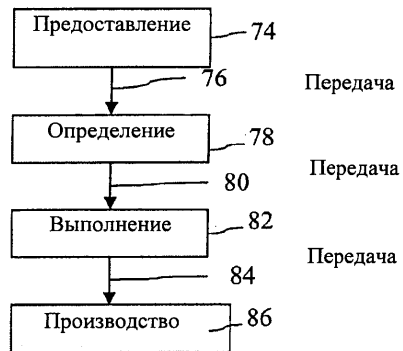 Предоставление 74
76 Передача
Определение 78
80 Передача
Выполнение 82
84 Передача
Производство 86